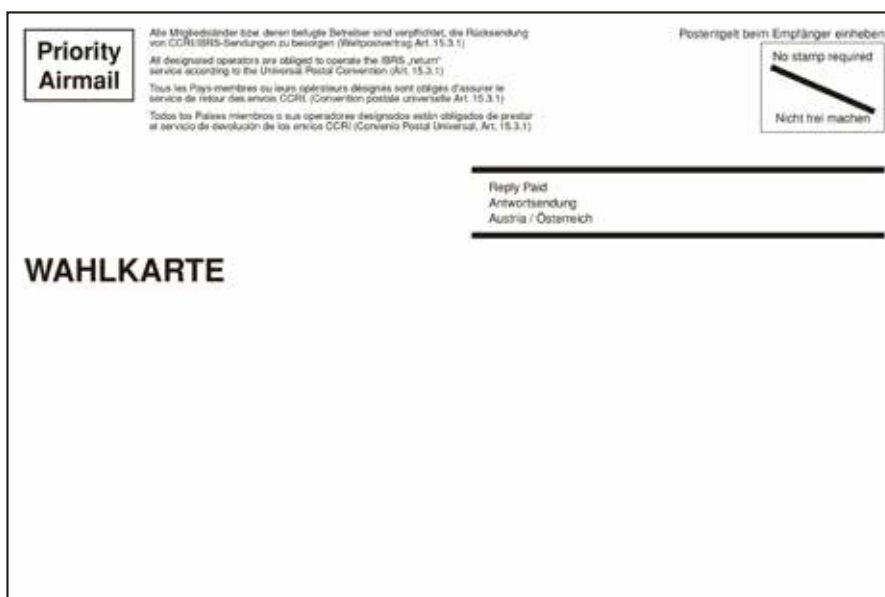 Priority
Airmail
Alle Mitgliedsländer bzw. deren befugte Betreiber sind verpflichtet, die Rücksendung
von CCRI/IBRS-Sendungen zu besorgen (Weltpostvertrag Art. 15.3.1)
All designated operators are obliged to operate the IBRS „return“
service according to the Universal Postal Convention (Art. 15.3.1)
Tous les Pays-membres ou leurs opérateurs désignés sont obligés d'assurer le
service de retour des envois CCRI. (Convention postale universelle Art. 15.3.1)
Todos los Países miembros o sus operadores designados están obligados de prestar
el servicio de devolución de los envíos CCRI (Convenio Postal Universal, Art. 15.3.1)
Postentgelt beim Empfänger einheben
No stamp required
Nicht frei machen
Reply Paid
Antwortsendung
Austria / Österreich
WAHLKARTE